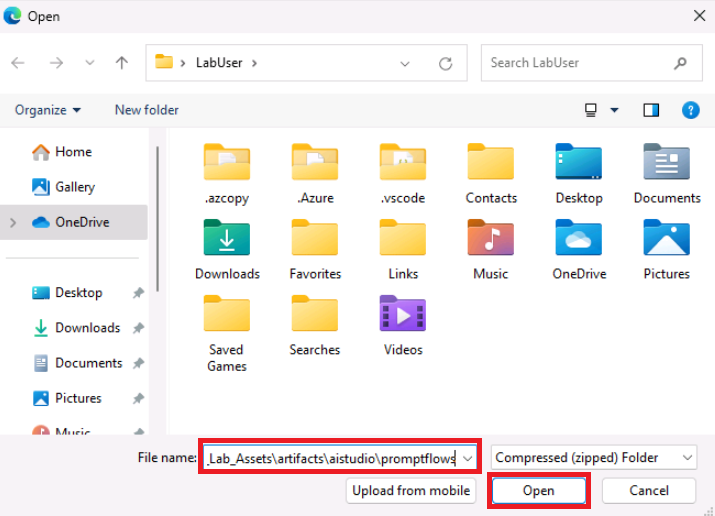 Open
LabUser
Search LabUser
Organize
New folder
?
Home
Gallery
OneDrive
Desktop
Downloads
Documents
Pictures
Music
.azcopy
.Azure
.vscode
Contacts
Desktop
Documents
Downloads
Favorites
Links
Music
OneDrive
Pictures
Saved
Games
Searches
Videos
File name:
_Lab_Assets\artifacts\aistudio\promptflows
Compressed (zipped) Folder
Upload from mobile
Open
Cancel